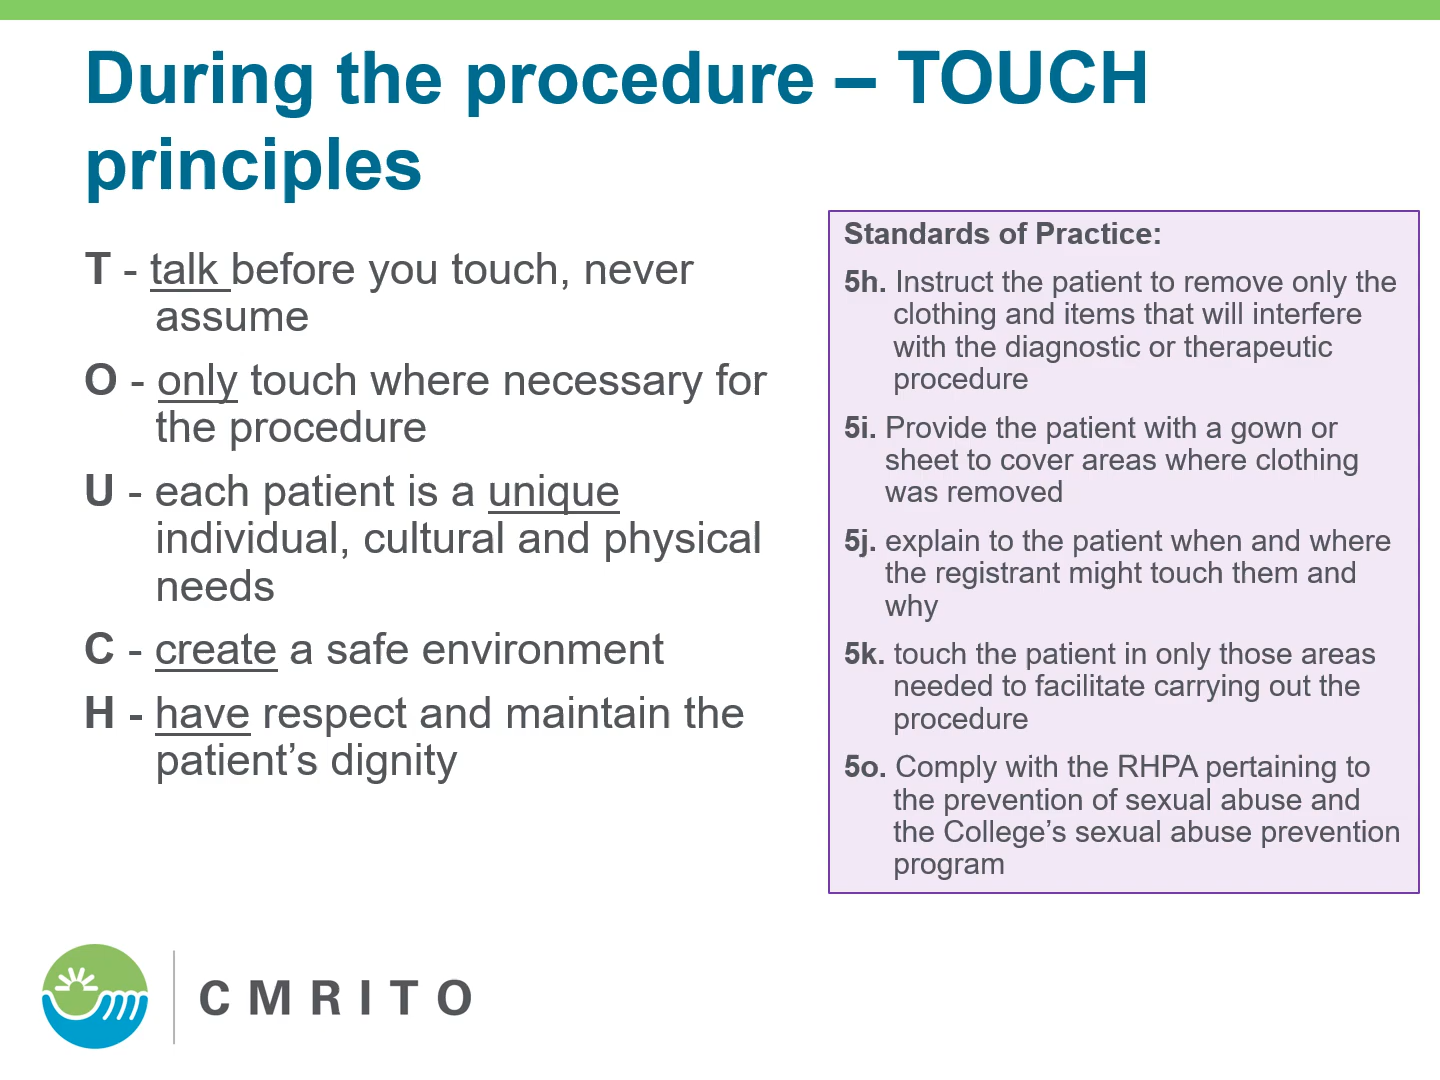 During the procedure – TOUCH
principles
T - talk before you touch, never
assume
O - only touch where necessary for
the procedure
U - each patient is a unique
individual, cultural and physical
needs
C - create a safe environment
H - have respect and maintain the
patient’s dignity
Standards of Practice:
5h. Instruct the patient to remove only the
clothing and items that will interfere
with the diagnostic or therapeutic
procedure
5i. Provide the patient with a gown or
sheet to cover areas where clothing
was removed
5j. explain to the patient when and where
the registrant might touch them and
why
5k. touch the patient in only those areas
needed to facilitate carrying out the
procedure
5o. Comply with the RHPA pertaining to
the prevention of sexual abuse and
the College’s sexual abuse prevention
program
CMRITO